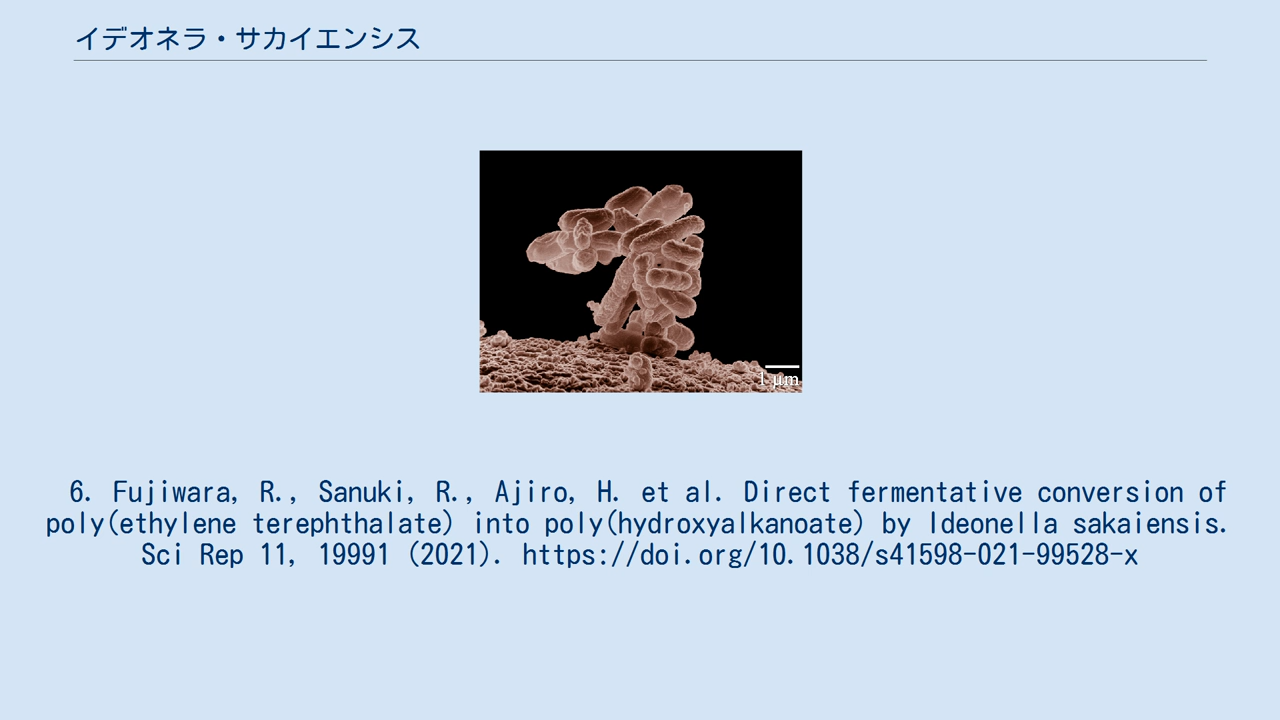 イデオネラ・サカイエンシス
1 μm
6. Fujiwara, R., Sanuki, R., Ajiro, H. et al. Direct fermentative conversion of
poly(ethylene terephthalate) into poly(hydroxyalkanoate) by Ideonella sakaiensis.
Sci Rep 11, 19991 (2021). https://doi.org/10.1038/s41598-021-99528-x